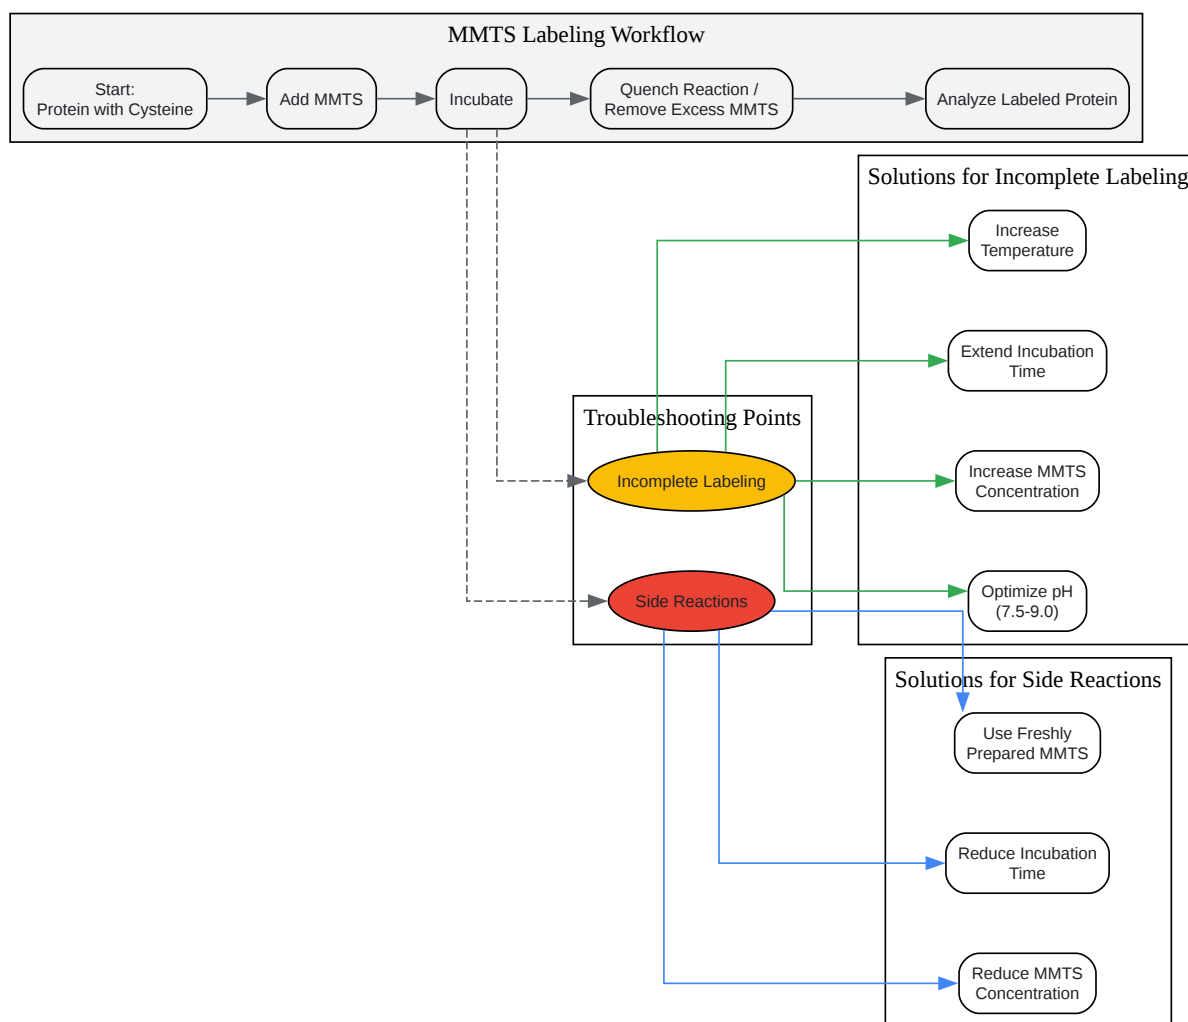 MMTS Labeling Workflow
Start:
Protein with Cysteine
Add MMTS
Incubate
Quench Reaction /
Remove Excess MMTS
Analyze Labeled Protein
Solutions for Incomplete Labeling
Increase
Temperature
Extend Incubation
Time
Troubleshooting Points
Incomplete Labeling
Increase MMTS
Concentration
Side Reactions
Optimize pH
(7.5-9.0)
Solutions for Side Reactions
Use Freshly
Prepared MMTS
Reduce Incubation
Time
Reduce MMTS
Concentration